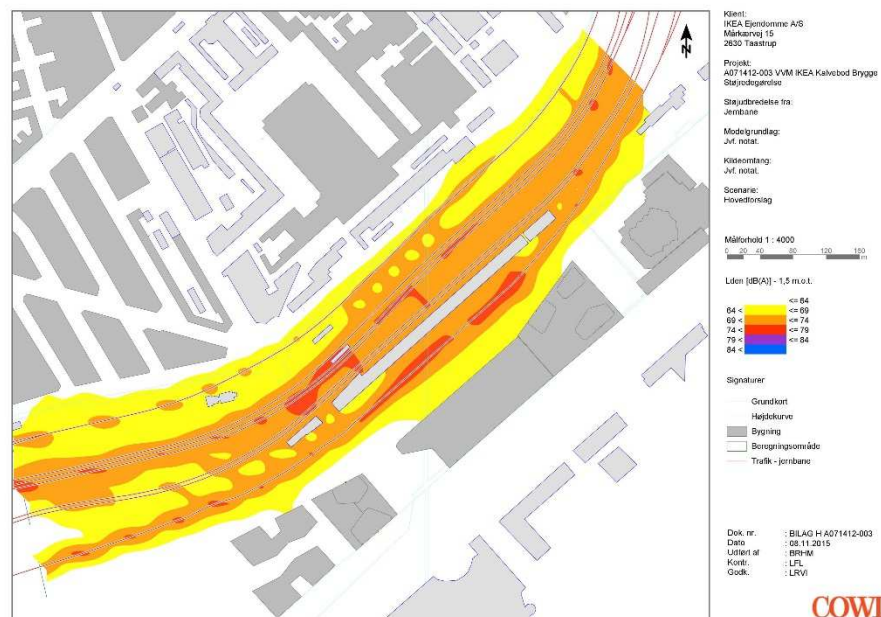 Klient:
IKEA Ejendomme A/S
Mårkærvej 15
2630 Taastrup
Projekt:
A071412-003 VVM IKEA Kalvebod Brygge
Støjredegørelse
Støjudbredelse fra:
Jernbane
Modelgrundlag:
Jvf. notat.
Kildeomfang:
Jvf. notat.
Scenarie:
Hovedforslag
N
Målforhold 1 : 4000
0 20 40 80 120 160
m
Lden [dB(A)] - 1,5 m.o.t.
<= 64
64 < <= 69
69 < <= 74
74 < <= 79
79 < <= 84
84 <
Signaturer
Grundkort
Højdekurve
Bygning
Beregningsområde
Trafik - jernbane
Dok. nr. : BILAG H A071412-003
Dato : 08.11.2015
Udført af : BRHM
Kontr. : LFL
Godk. : LRVI
COWI